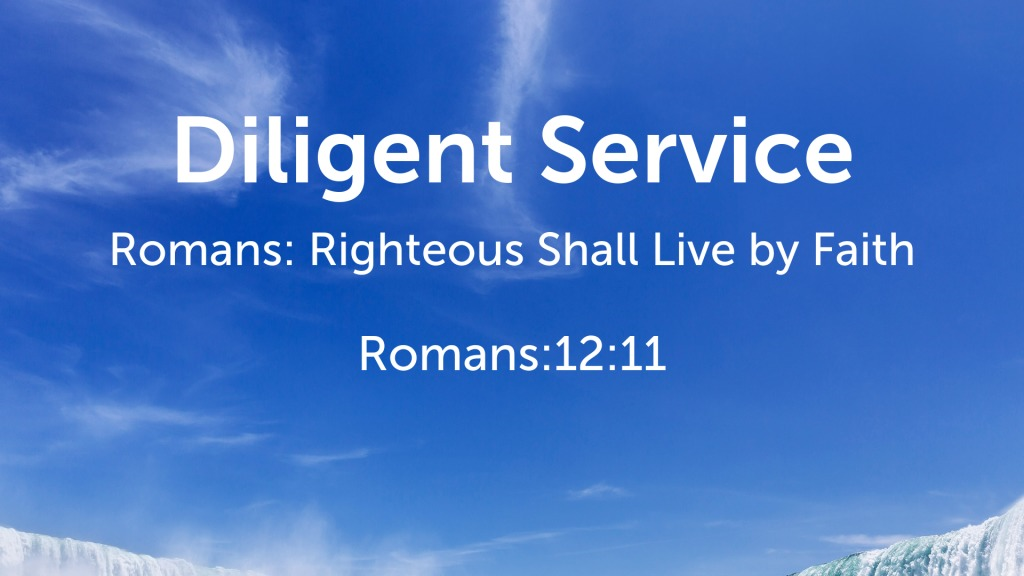 Diligent Service
Romans: Righteous Shall Live by Faith
Romans:12:11